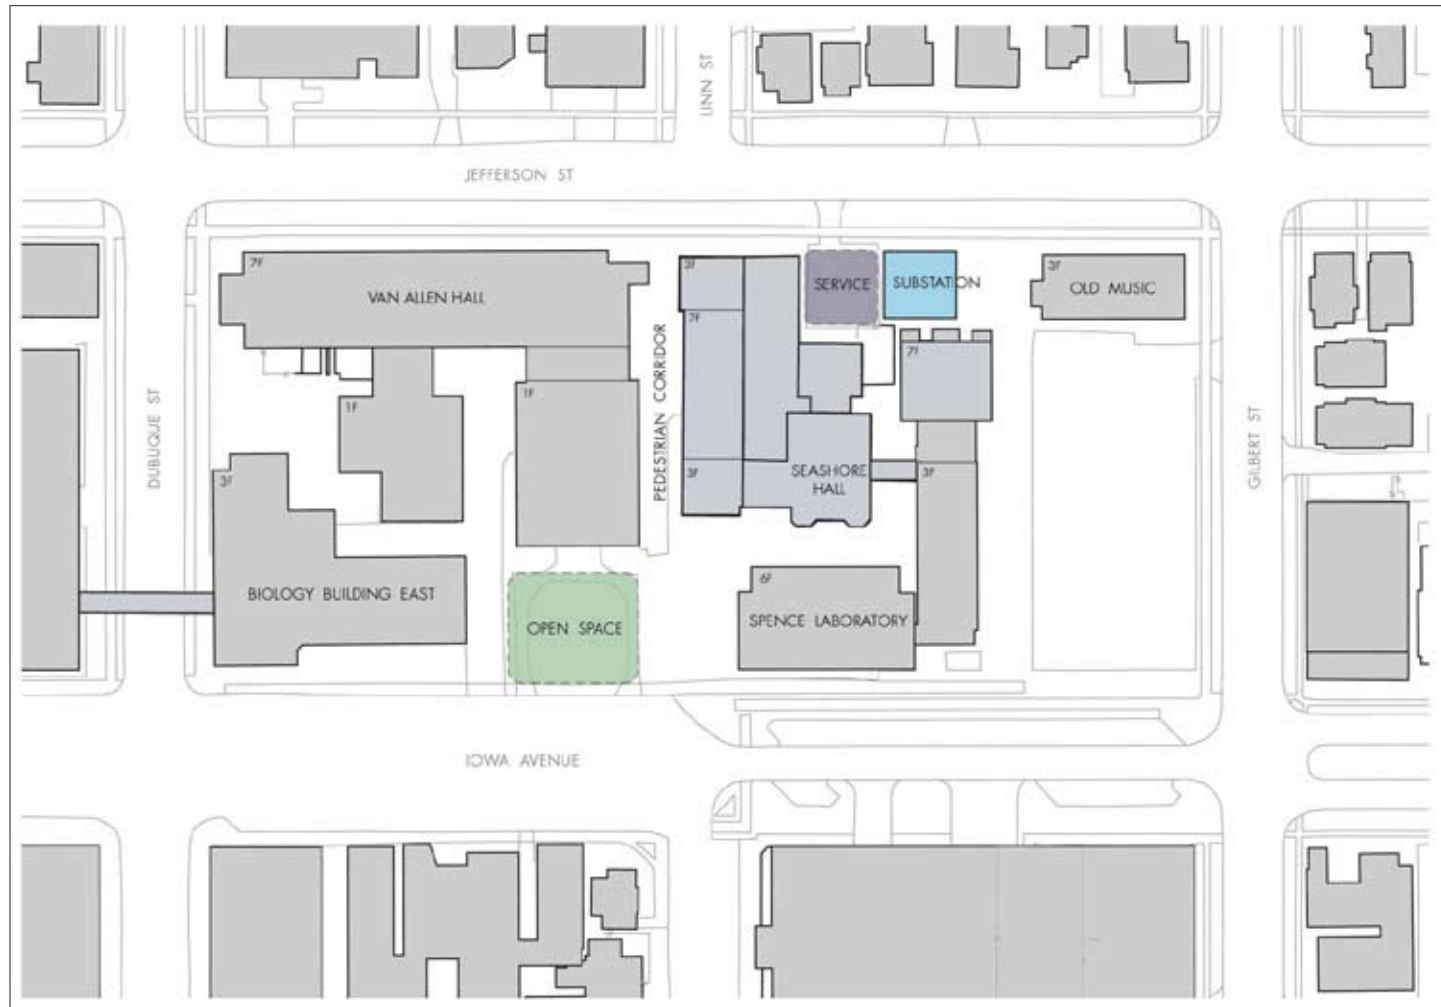 LINN ST
JEFFERSON ST
7F
VAN ALLEN HALL
3F
SERVICE
SUBSTATION
3F
OLD MUSIC
7F
7F
PEDESTRIAN CORRIDOR
DUBUQUE ST
1F
1F
GILBERT ST
3F
3F
SEASHORE
HALL
3F
6F
BIOLOGY BUILDING EAST
OPEN SPACE
SPENCE LABORATORY
IOWA AVENUE